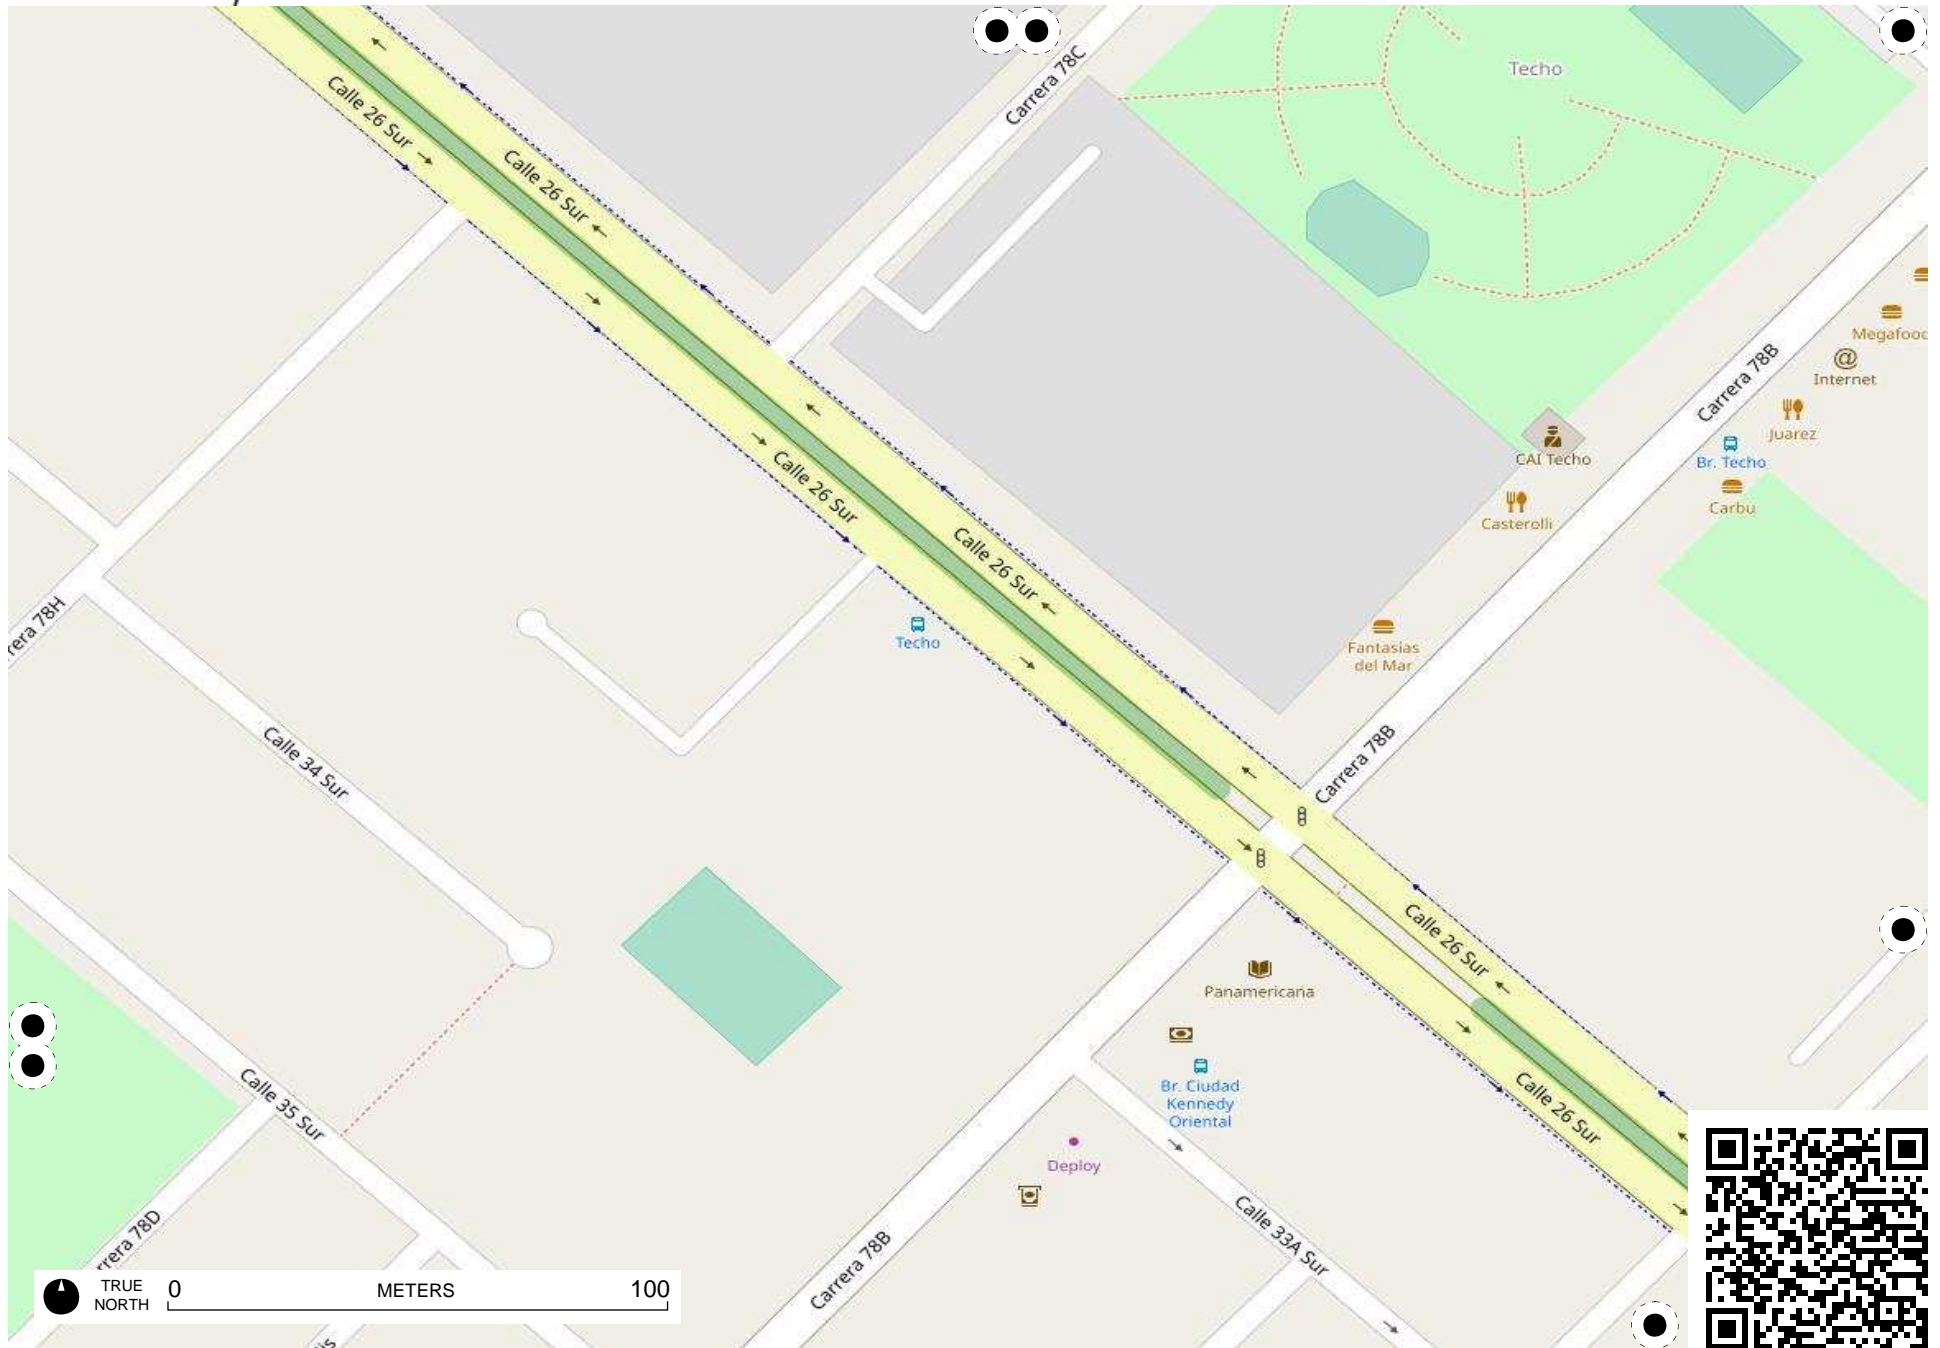 Techo
Carrera 78C
Calle 26 Sur
Calle 26 Sur
Megafood
Internet
Carrera 78B
Juarez
Br. Techo
CAI Techo
Carbu
Casterolli
Calle 26 Sur
Calle 26 Sur
rera 78H
Techo
Fantasias
del Mar
Calle 34 Sur
Carrera 78B
Calle 26 Sur
Panamericana
Br. Ciudad
Kennedy
Oriental
Calle 35 Sur
Calle 26 Sur
Deploy
rrera 78D
Calle 33A Sur
Carrera 78B
TRUE
NORTH
0 METERS 100
is